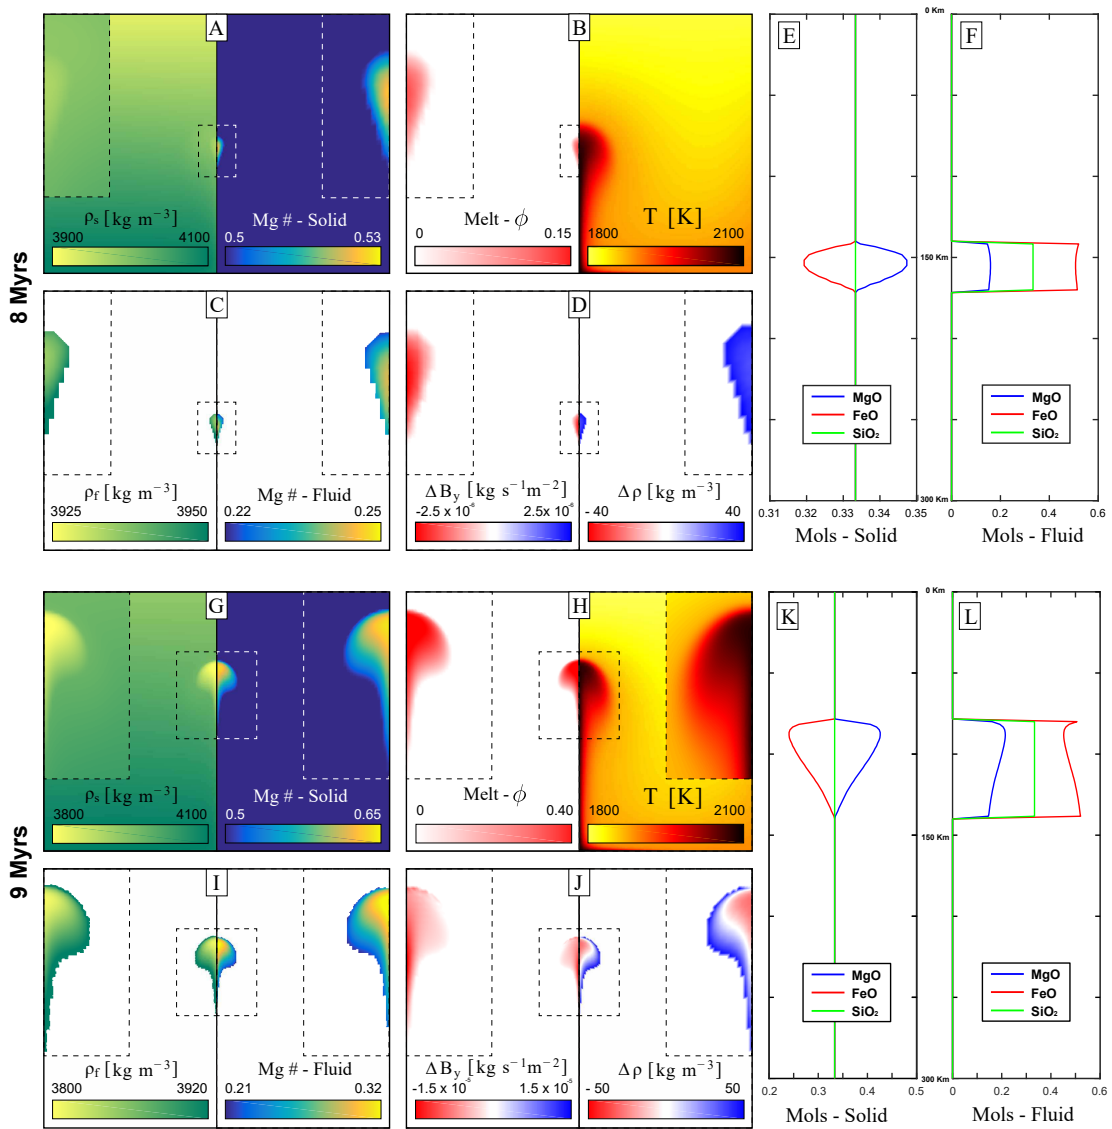 8 Myrs
A
ρs [kg m−3]
3900 4100
Mg # - Solid
0.5 0.53
B
Melt - ϕ
0 0.15
T [K]
1800 2100
C
ρf [kg m−3]
3925 3950
Mg # - Fluid
0.22 0.25
D
ΔBy [kg s−1m−2]
-2.5x 10-6 2.5x 10-6
Δρ [kg m−3]
- 40 40
E
MgO
FeO
SiO2
0.31 0.32 0.33 0.34 0.35
Mols - Solid
F
0 Km
150 Km
300 Km
MgO
FeO
SiO2
0 0.2 0.4 0.6
Mols - Fluid
9 Myrs
G
ρs [kg m−3]
3800 4100
Mg # - Solid
0.5 0.65
H
Melt - ϕ
0 0.40
T [K]
1800 2100
I
ρf [kg m−3]
3800 3920
Mg # - Fluid
0.21 0.32
J
ΔBy [kg s−1m−2]
-1.5x 10-5 1.5x 10-5
Δρ [kg m−3]
- 50 50
K
MgO
FeO
SiO2
0.2 0.3 0.4 0.5
Mols - Solid
L
0 Km
150 Km
300 Km
MgO
FeO
SiO2
0 0.2 0.4 0.6
Mols - Fluid